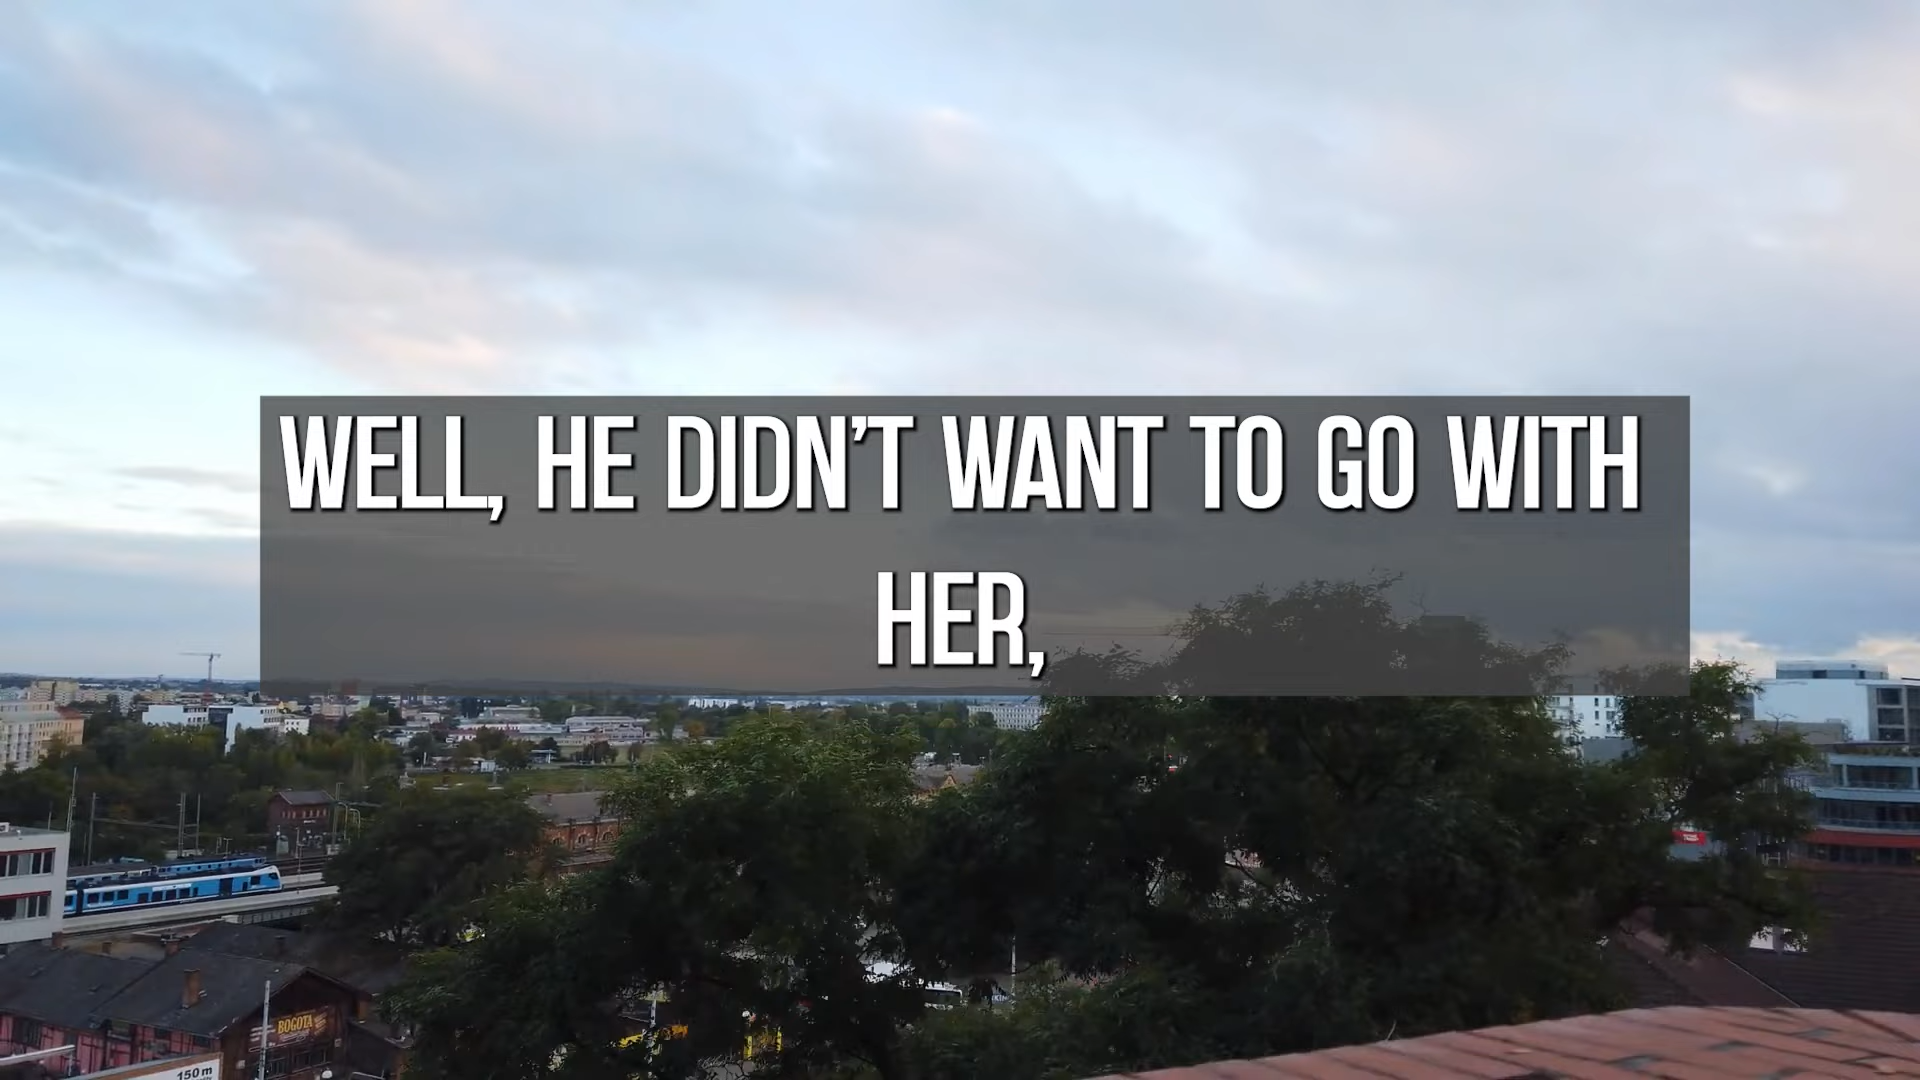 WELL, HE DIDN'T WANT TO GO WITH
HER,
BOGOTA
150 m